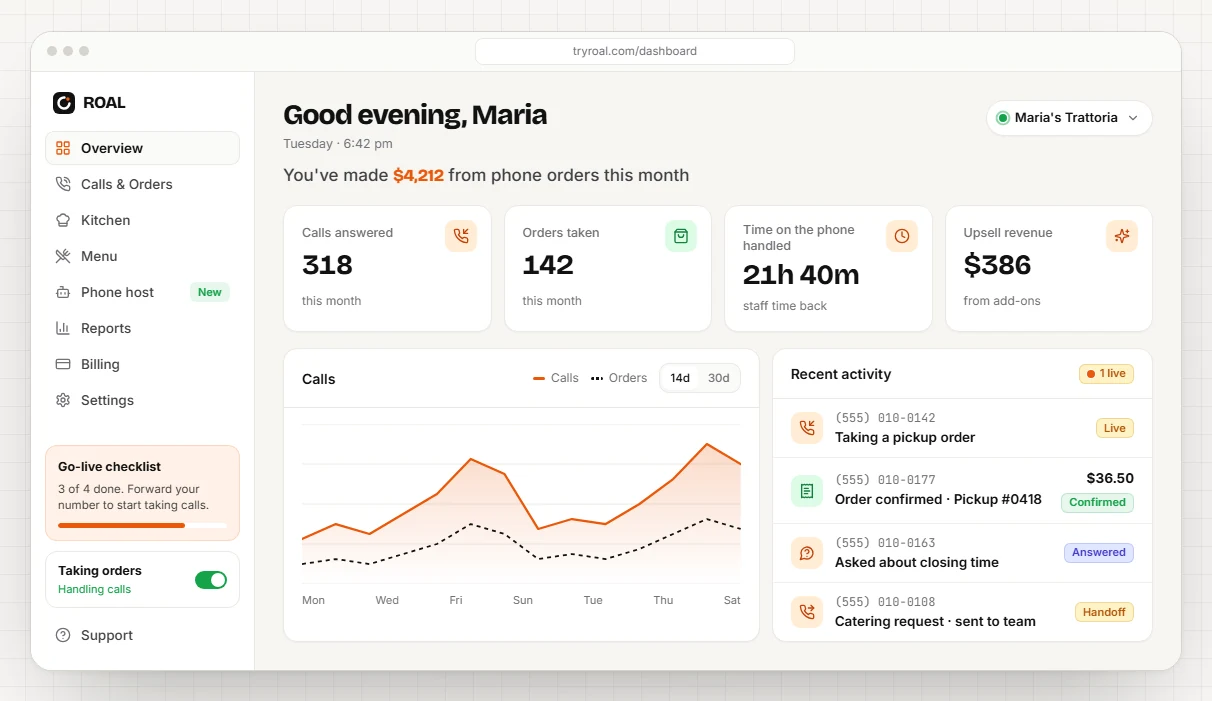 tryroal.com/dashboard
ROAL
Overview
Calls & Orders
Kitchen
Menu
Phone host New
Reports
Billing
Settings
Go-live checklist
3 of 4 done. Forward your
number to start taking calls.
Taking orders
Handling calls
Support
Good evening, Maria
Tuesday · 6:42 pm
You've made $4,212 from phone orders this month
Maria's Trattoria
Calls answered
318
this month
Orders taken
142
this month
Time on the phone
handled
21h 40m
staff time back
Upsell revenue
$386
from add-ons
Calls
Calls Orders 14d 30d
Mon Wed Fri Sun Tue Thu Sat
Recent activity
1 live
(555) 010-0142
Taking a pickup order
Live
(555) 010-0177
Order confirmed · Pickup #0418
$36.50
Confirmed
(555) 010-0163
Asked about closing time
Answered
(555) 010-0108
Catering request · sent to team
Handoff